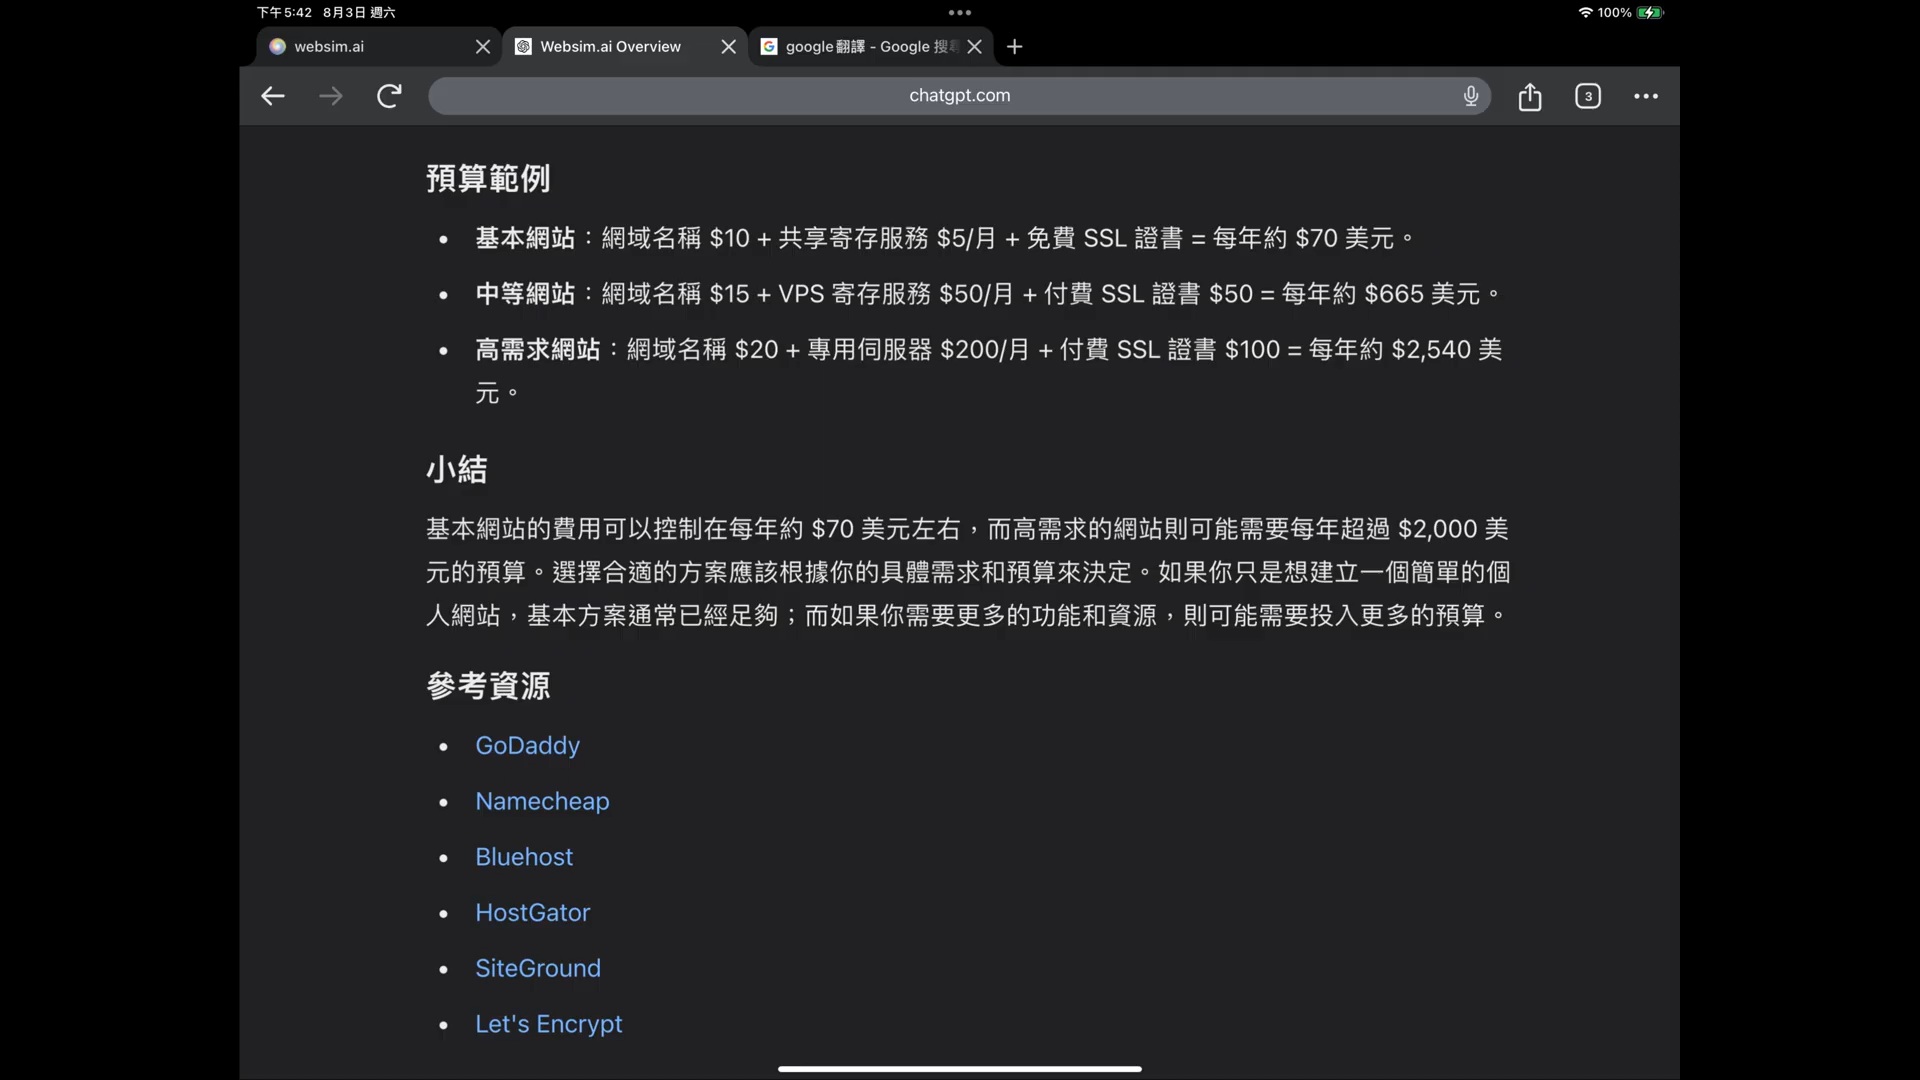 下午5:42 8月3日 週六
100%
websim.ai
Websim.ai Overview
google翻譯 - Google 搜尋
chatgpt.com
3
預算範例
• 基本網站：網域名稱 $10 + 共享寄存服務 $5/月 + 免費 SSL 證書 = 每年約 $70 美元。
• 中等網站：網域名稱 $15 + VPS 寄存服務 $50/月 + 付費 SSL 證書 $50 = 每年約 $665 美元。
• 高需求網站：網域名稱 $20 + 專用伺服器 $200/月 + 付費 SSL 證書 $100 = 每年約 $2,540 美
元。
小結
基本網站的費用可以控制在每年約 $70 美元左右，而高需求的網站則可能需要每年超過 $2,000 美
元的預算。選擇合適的方案應該根據你的具體需求和預算來決定。如果你只是想建立一個簡單的個
人網站，基本方案通常已經足夠；而如果你需要更多的功能和資源，則可能需要投入更多的預算。
參考資源
• GoDaddy
• Namecheap
• Bluehost
• HostGator
• SiteGround
• Let's Encrypt